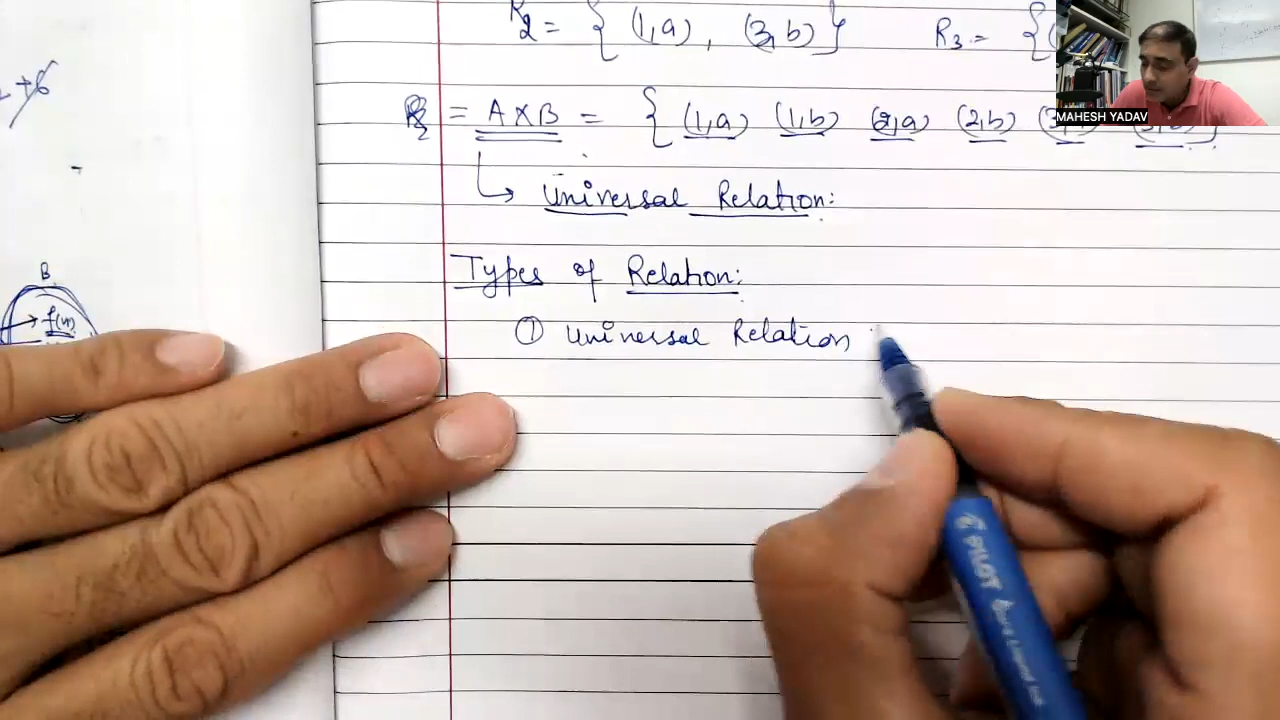 R2 = { (1,a) , (3,b) } R3 = {
= A×B = { (1,a) (1,b) (2,a) (2,b)
MAHESH YADAV
→ Universal Relation:
Types of Relation:
B
f(x)
① Universal Relation :
PILOT